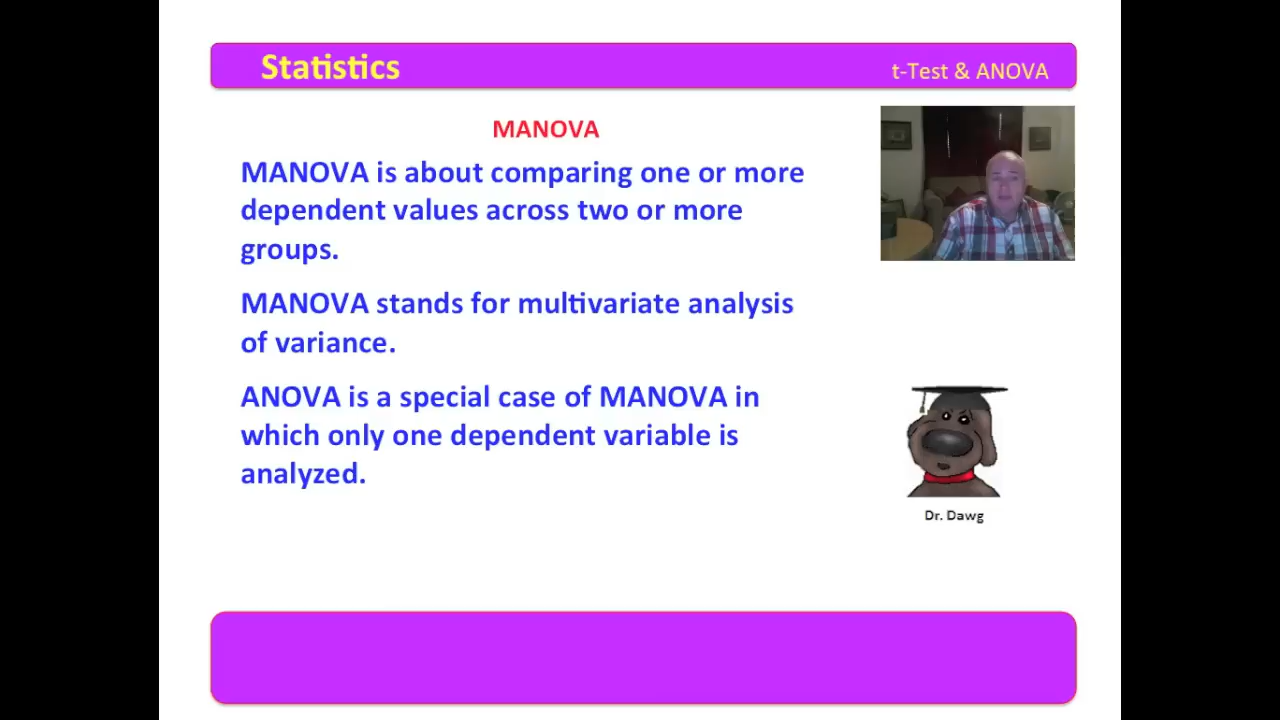 Statistics
t-Test & ANOVA
MANOVA
MANOVA is about comparing one or more
dependent values across two or more
groups.
MANOVA stands for multivariate analysis
of variance.
ANOVA is a special case of MANOVA in
which only one dependent variable is
analyzed.
Dr. Dawg